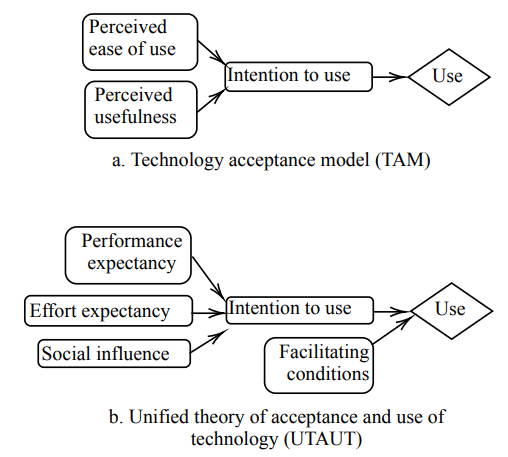 Perceived
ease of use
Perceived
usefulness
Intention to use
Use
a. Technology acceptance model (TAM)
Performance
expectancy
Effort expectancy
Social influence
Intention to use
Facilitating
conditions
Use
b. Unified theory of acceptance and use of
technology (UTAUT)